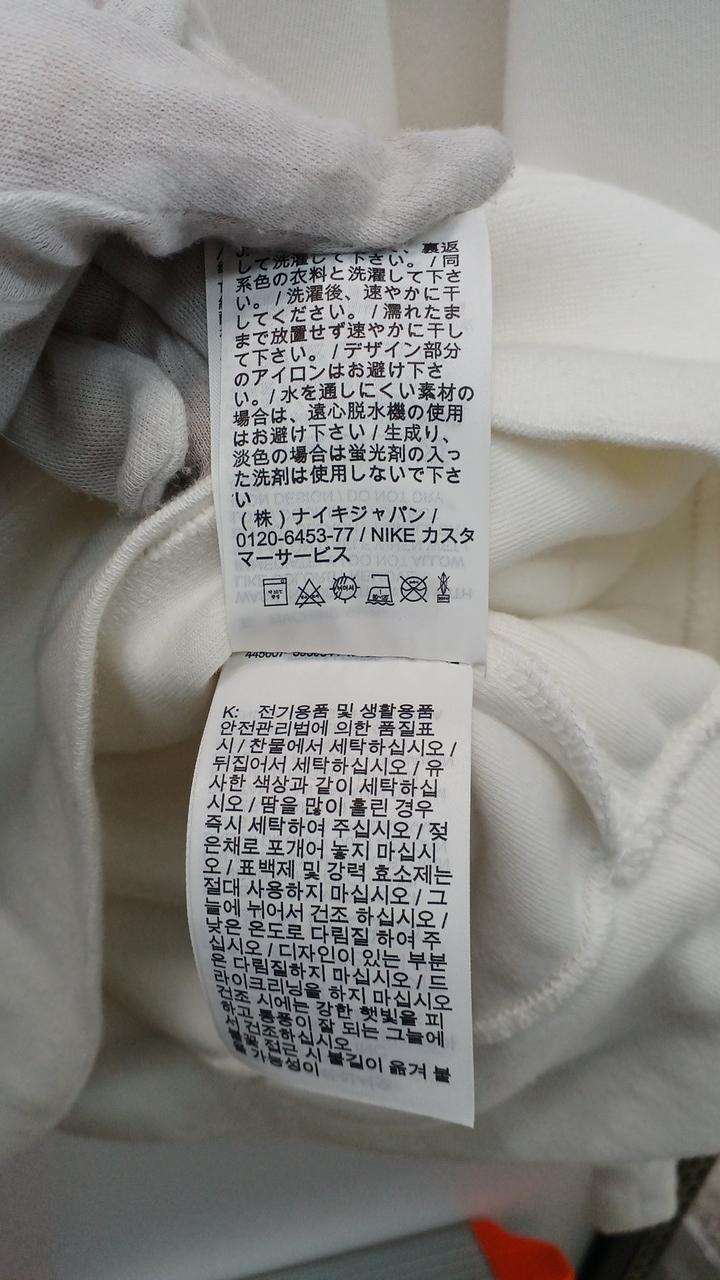 裏返
して洗濯して下さい。 / 同
系色の衣料と洗濯して下さ
い。 / 洗濯後、速やかに干
してください。 / 濡れたま
まで放置せず速やかに干し
て下さい。 / デザイン部分
のアイロンはお避け下さ
い。 / 水を通しにくい素材の
場合は、遠心脱水機の使用
はお避け下さい / 生成り、
淡色の場合は蛍光剤の入っ
た洗剤は使用しないで下さ
い
(株)ナイキジャパン /
0120-6453-77 / NIKE カスタ
マーサービス
K: 전기용품 및 생활용품
안전관리법에 의한 품질표
시 / 찬물에서 세탁하십시오 /
뒤집어서 세탁하십시오 / 유
사한 색상과 같이 세탁하십
시오 / 땀을 많이 흘린 경우
즉시 세탁하여 주십시오 / 젖
은채로 포개어 놓지 마십시
오 / 표백제 및 강력 효소제는
절대 사용하지 마십시오 / 그
늘에 뉘어서 건조 하십시오 /
낮은 온도로 다림질 하여 주
십시오 / 디자인이 있는 부분
은 다림질하지 마십시오 / 드
라이크리닝을 하지 마십시오
건조 시에는 강한 햇빛을 피
하고 통풍이 잘 되는 그늘에
서 건조하십시오
불꽃 접근 시 불길이 옮겨 붙
을 가능성이